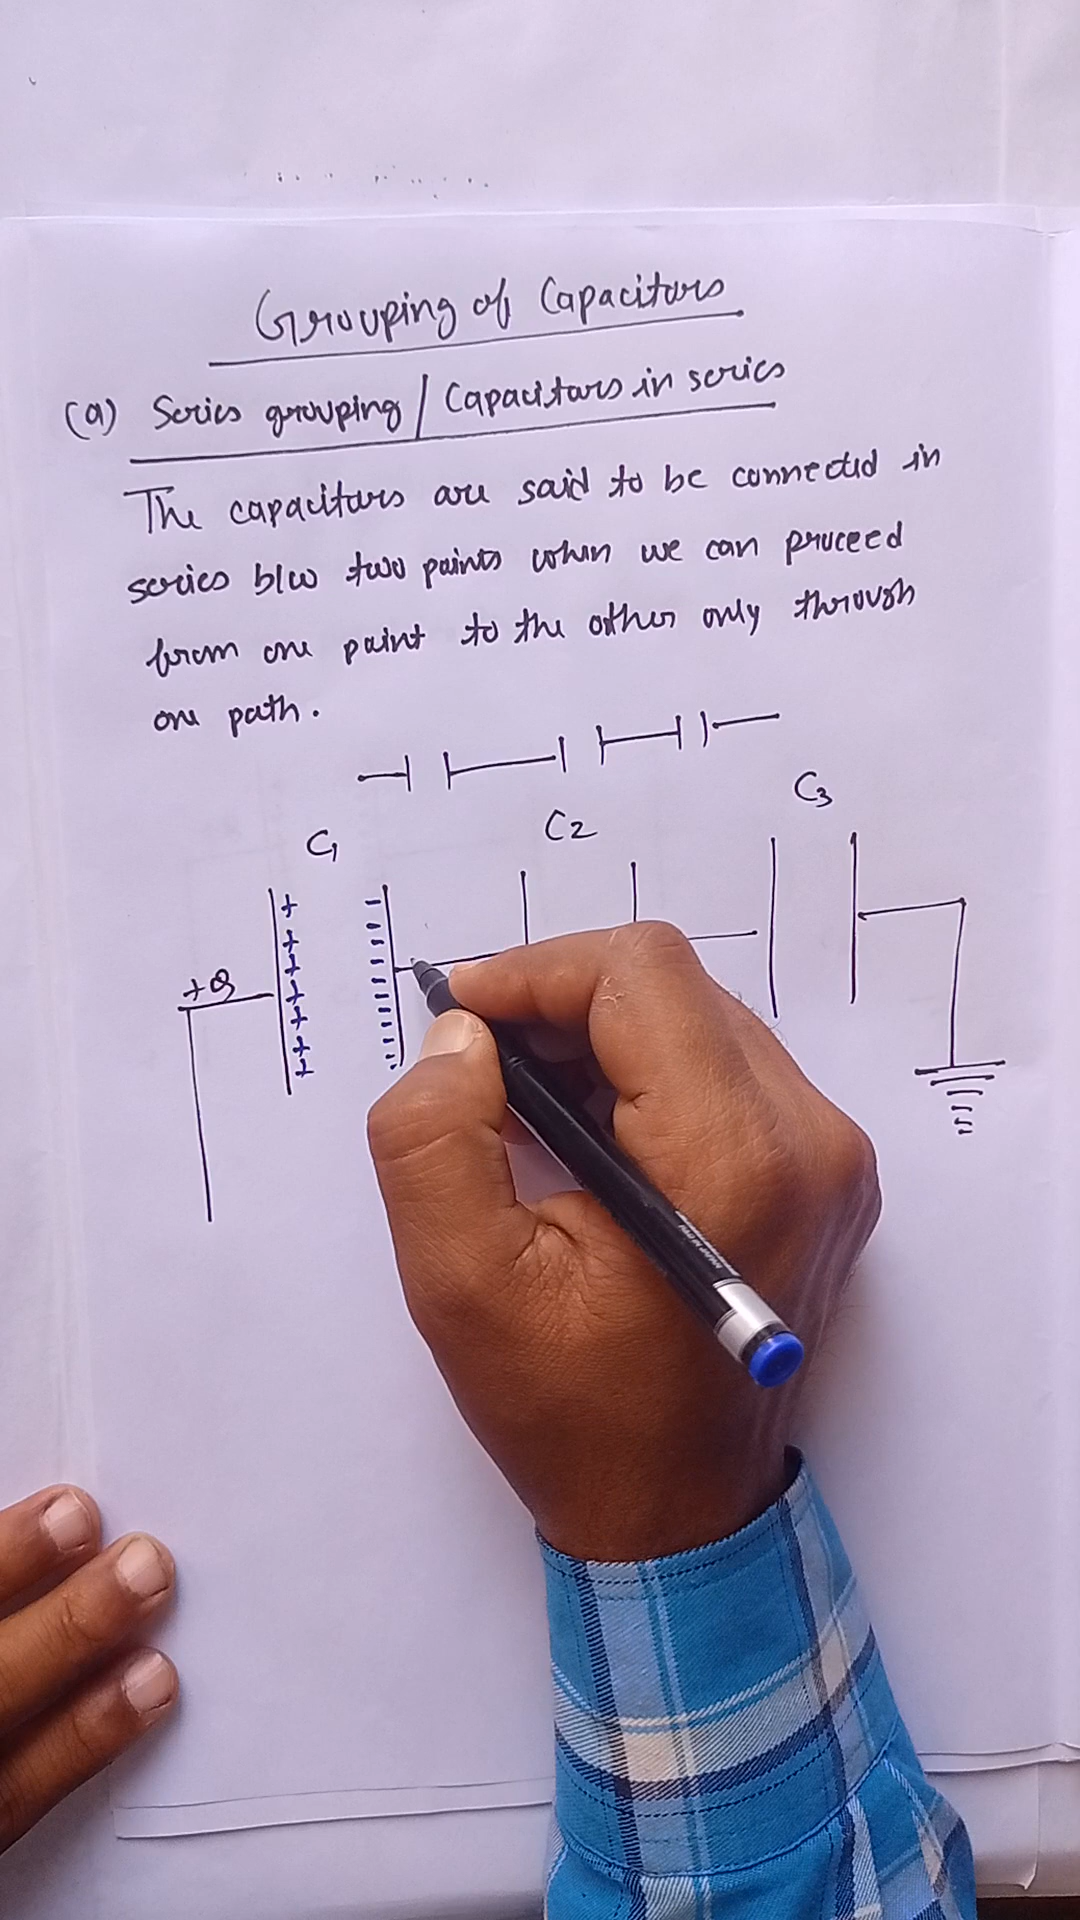 Grouping of Capacitors
(a) Series grouping / Capacitors in series
The capacitors are said to be connected in
series b/w two points when we can proceed
from one point to the other only through
one path.
C1 C2 C3
+Q